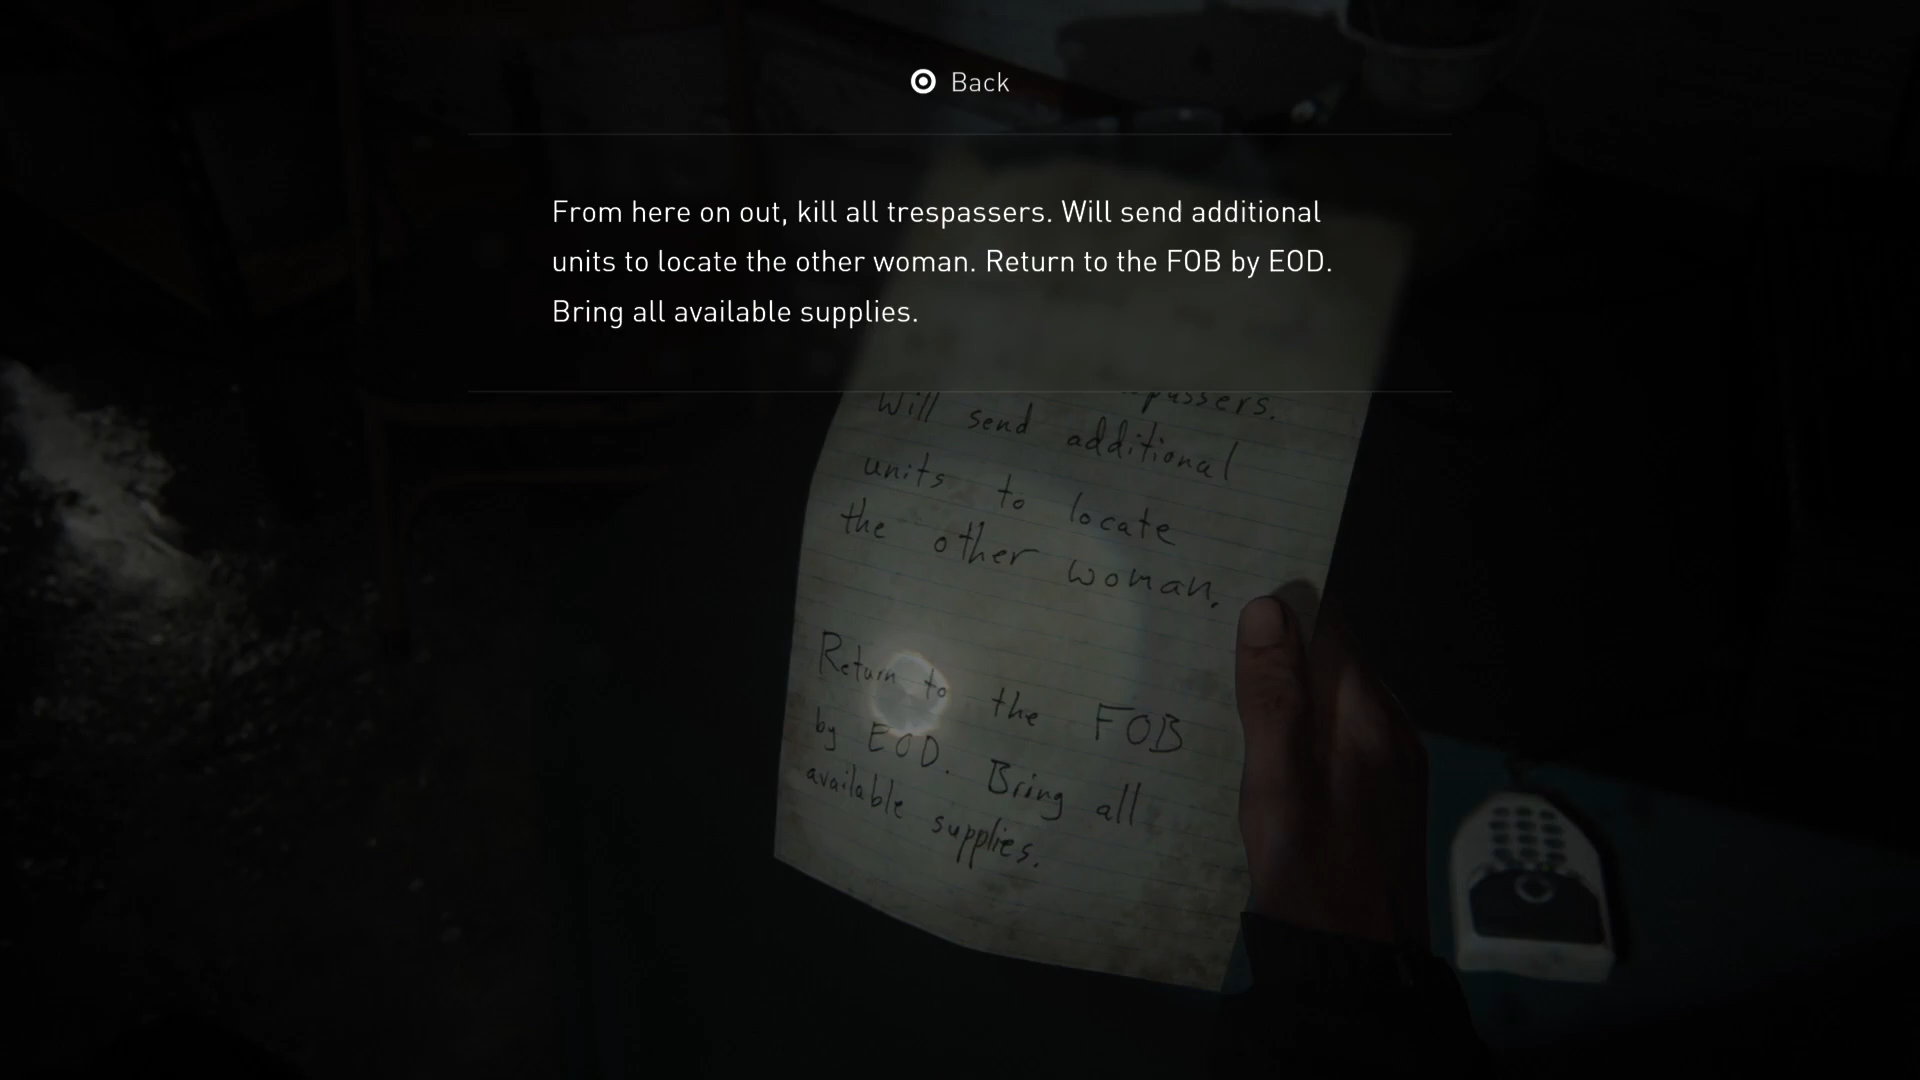 Back
From here on out, kill all trespassers. Will send additional
units to locate the other woman. Return to the FOB by EOD.
Bring all available supplies.
Will send additional
units to locate
the other woman.
Return to the FOB
by EOD. Bring all
available supplies.